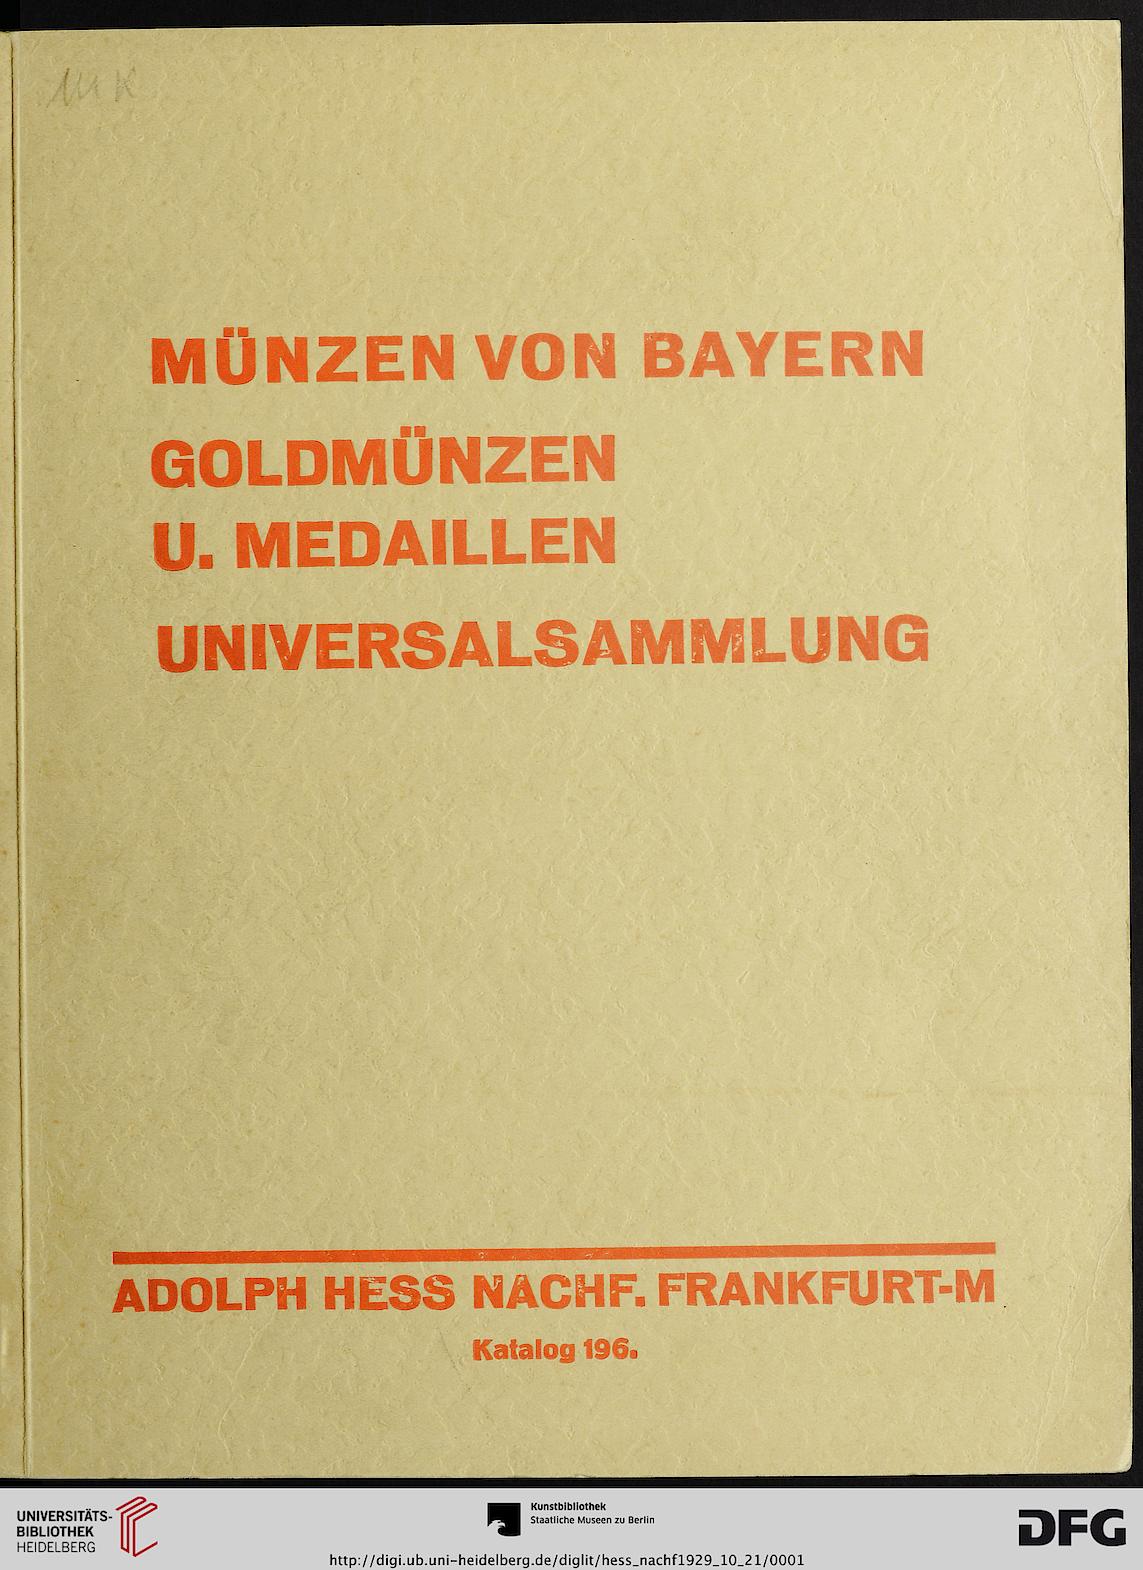 MÜNZEN VON BAYERN
GOLDMÜNZEN
U. MEDAILLEN
UNIVERSALSAMMLUNG
ADOLPH HESS NACHF. FRANKFURT-M
Katalog 196.
UNIVERSITÄTS-
BIBLIOTHEK
HEIDELBERG
Kunstbibliothek
Staatliche Museen zu Berlin
DFG
http://digi.ub.uni-heidelberg.de/diglit/hess_nachf1929_10_21/0001